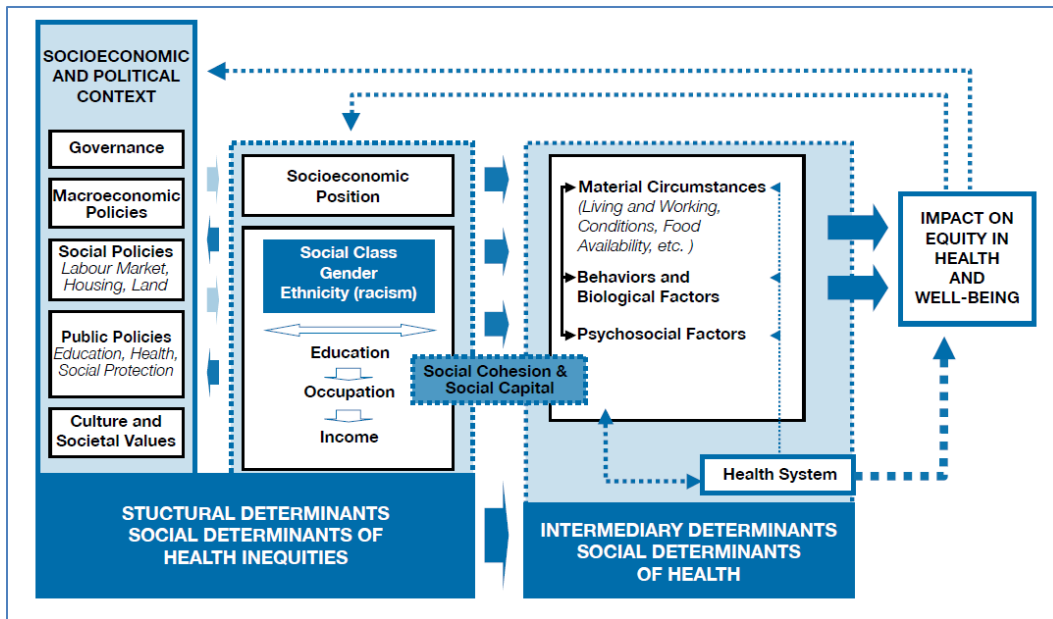 SOCIOECONOMIC
AND POLITICAL
CONTEXT
Governance
Macroeconomic
Policies
Social Policies
Labour Market,
Housing, Land
Public Policies
Education, Health,
Social Protection
Culture and
Societal Values
Socioeconomic
Position
Social Class
Gender
Ethnicity (racism)
Education
Occupation
Income
Social Cohesion &
Social Capital
Material Circumstances
(Living and Working,
Conditions, Food
Availability, etc. )
Behaviors and
Biological Factors
Psychosocial Factors
Health System
IMPACT ON
EQUITY IN
HEALTH
AND
WELL-BEING
STUCTURAL DETERMINANTS
SOCIAL DETERMINANTS OF
HEALTH INEQUITIES
INTERMEDIARY DETERMINANTS
SOCIAL DETERMINANTS
OF HEALTH